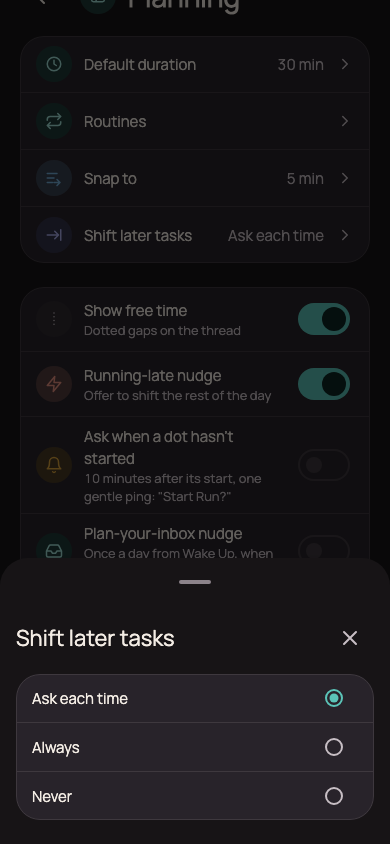 Planning
Default duration
30 min
Routines
Snap to
5 min
Shift later tasks
Ask each time
Show free time
Dotted gaps on the thread
Running-late nudge
Offer to shift the rest of the day
Ask when a dot hasn't
started
10 minutes after its start, one
gentle ping: "Start Run?"
Plan-your-inbox nudge
Once a day from Wake Up, when
Shift later tasks
Ask each time
Always
Never